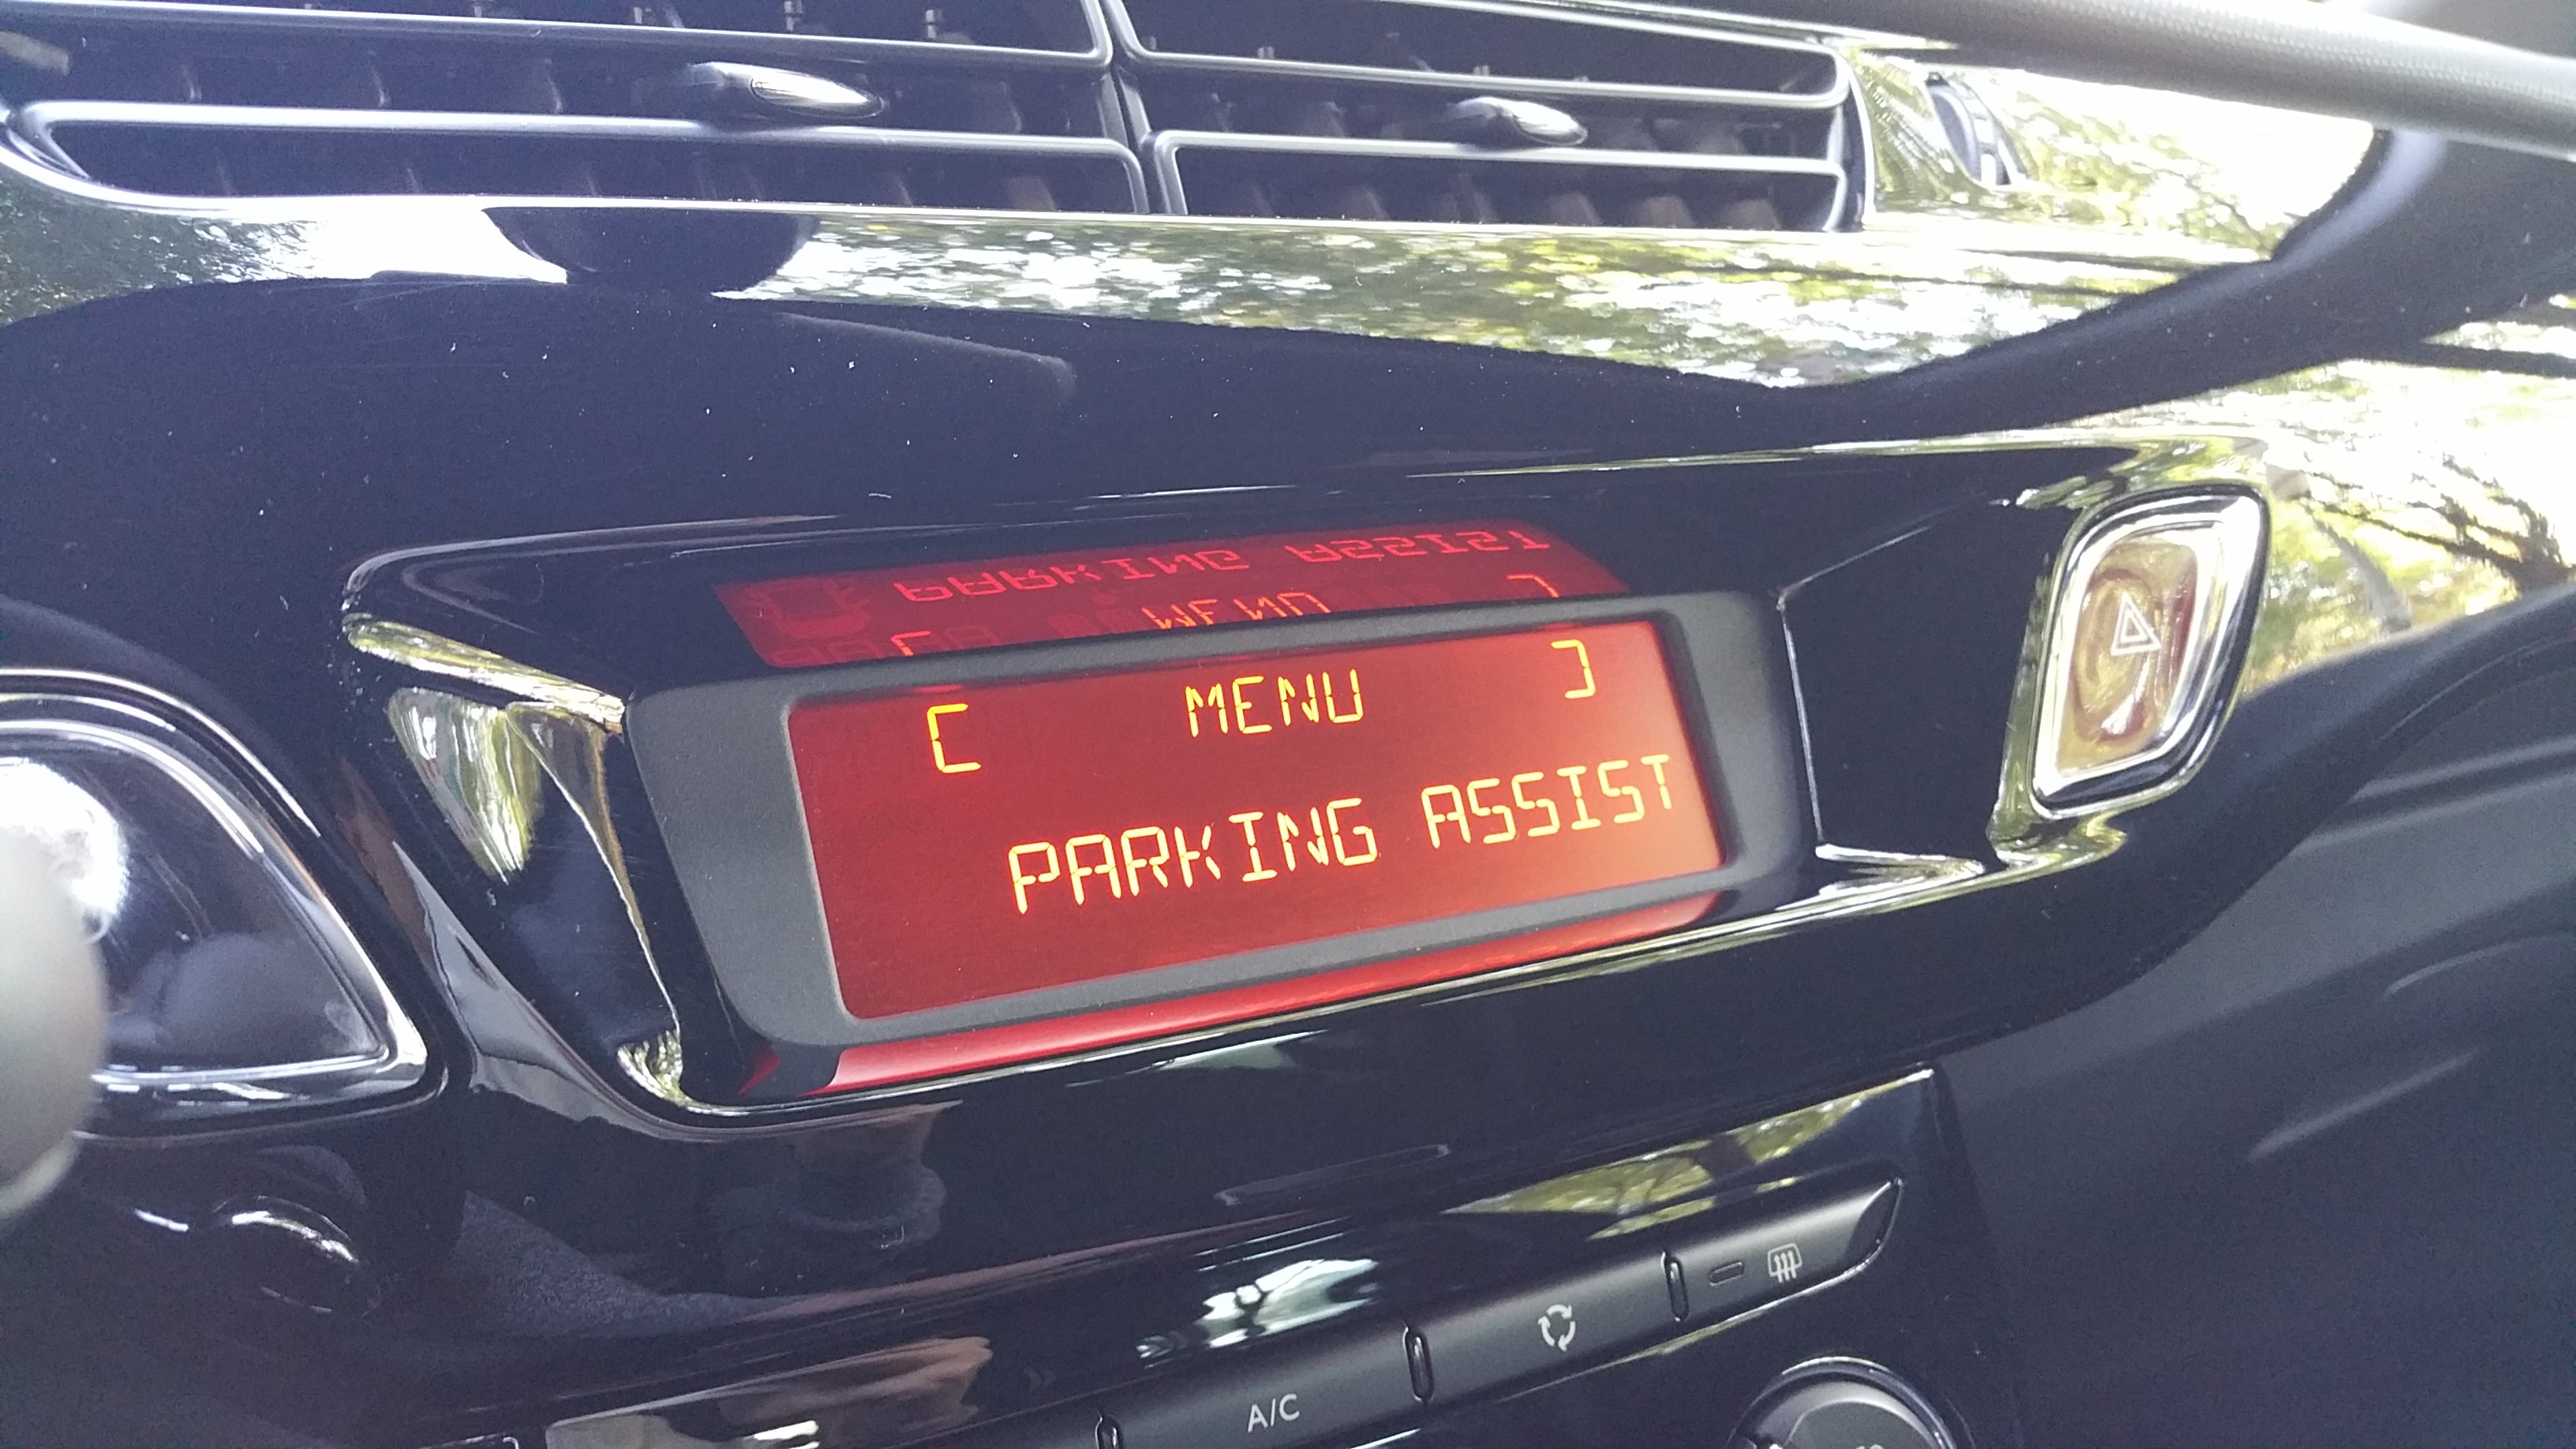 [ MENU ]
PARKING ASSIST
A/C